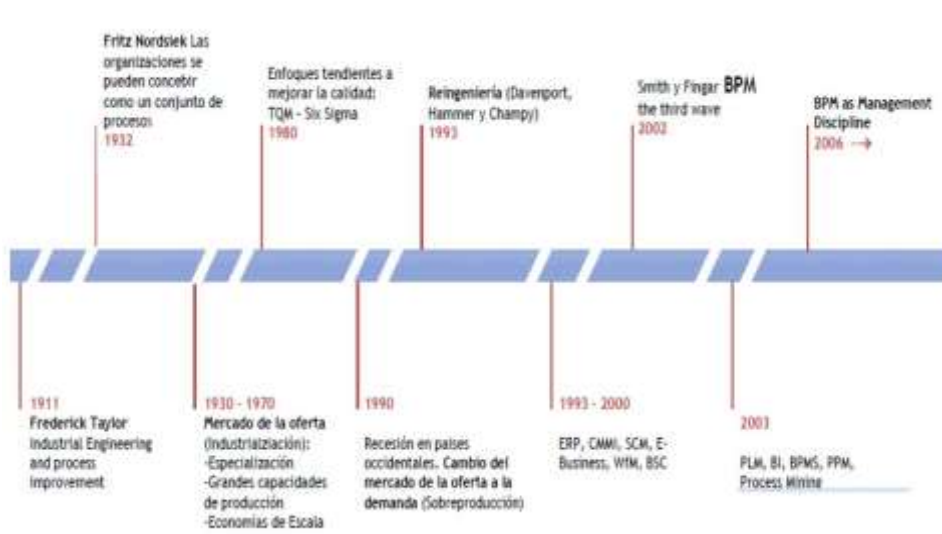 Fritz Nordsiek Las
organizaciones se
pueden concebir
como un conjunto de
procesos
1932
Enfoques tendientes a
mejorar la calidad:
TQM - Six Sigma
1980
Reingeniería (Davenport,
Hammer y Champy)
1993
Smith y Fingar BPM
the third wave
2002
BPM as Management
Discipline
2006 →
1911
Frederick Taylor
Industrial Engineering
and process
improvement
1930 - 1970
Mercado de la oferta
(Industrialziación):
-Especialización
-Grandes capacidades
de producción
-Economías de Escala
1990
Recesión en países
occidentales. Cambio del
mercado de la oferta a la
demanda (Sobreproducción)
1993 - 2000
ERP, CMMI, SCM, E-
Business, WfM, BSC
2003
PLM, BI, BPMS, PPM,
Process Mining